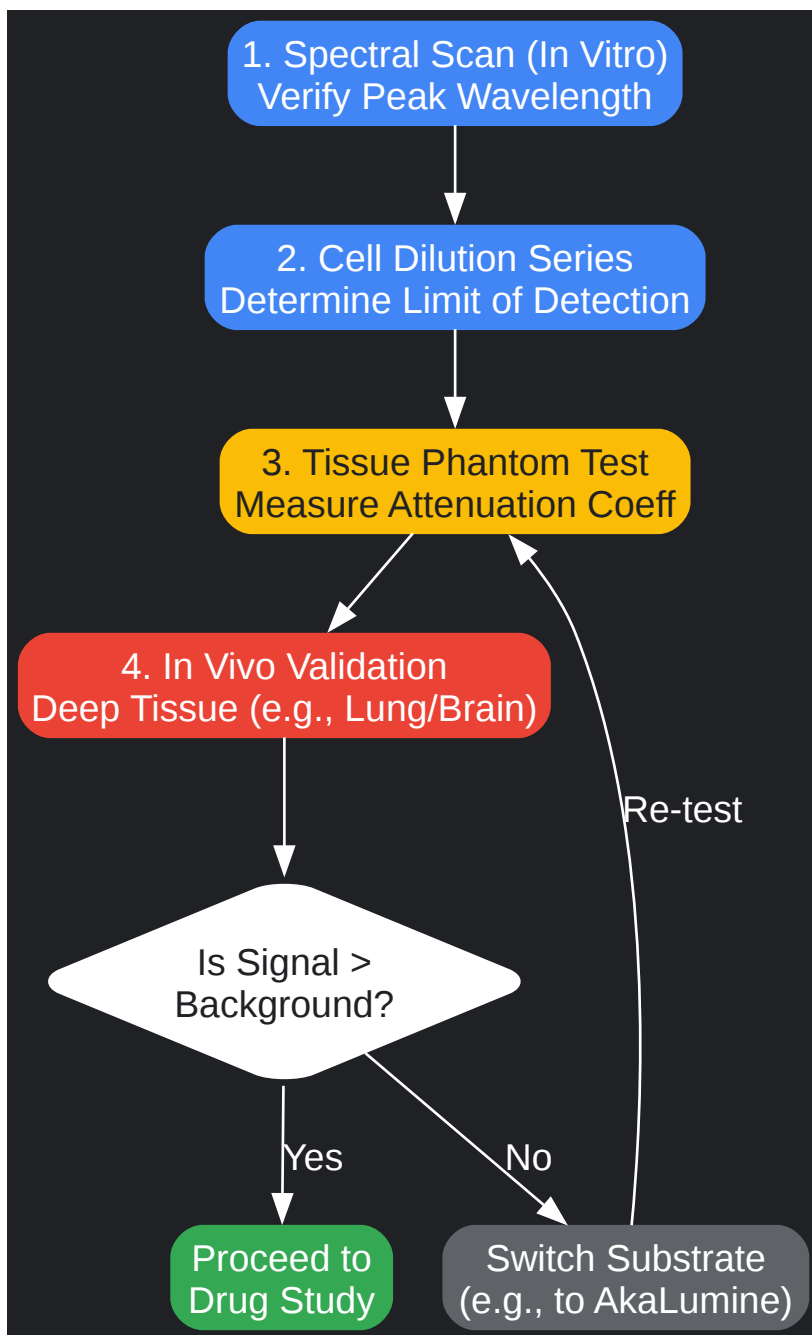 1. Spectral Scan (In Vitro)
Verify Peak Wavelength
2. Cell Dilution Series
Determine Limit of Detection
3. Tissue Phantom Test
Measure Attenuation Coeff
4. In Vivo Validation
Deep Tissue (e.g., Lung/Brain)
Re-test
Is Signal >
Background?
Yes
No
Proceed to
Drug Study
Switch Substrate
(e.g., to AkaLumine)